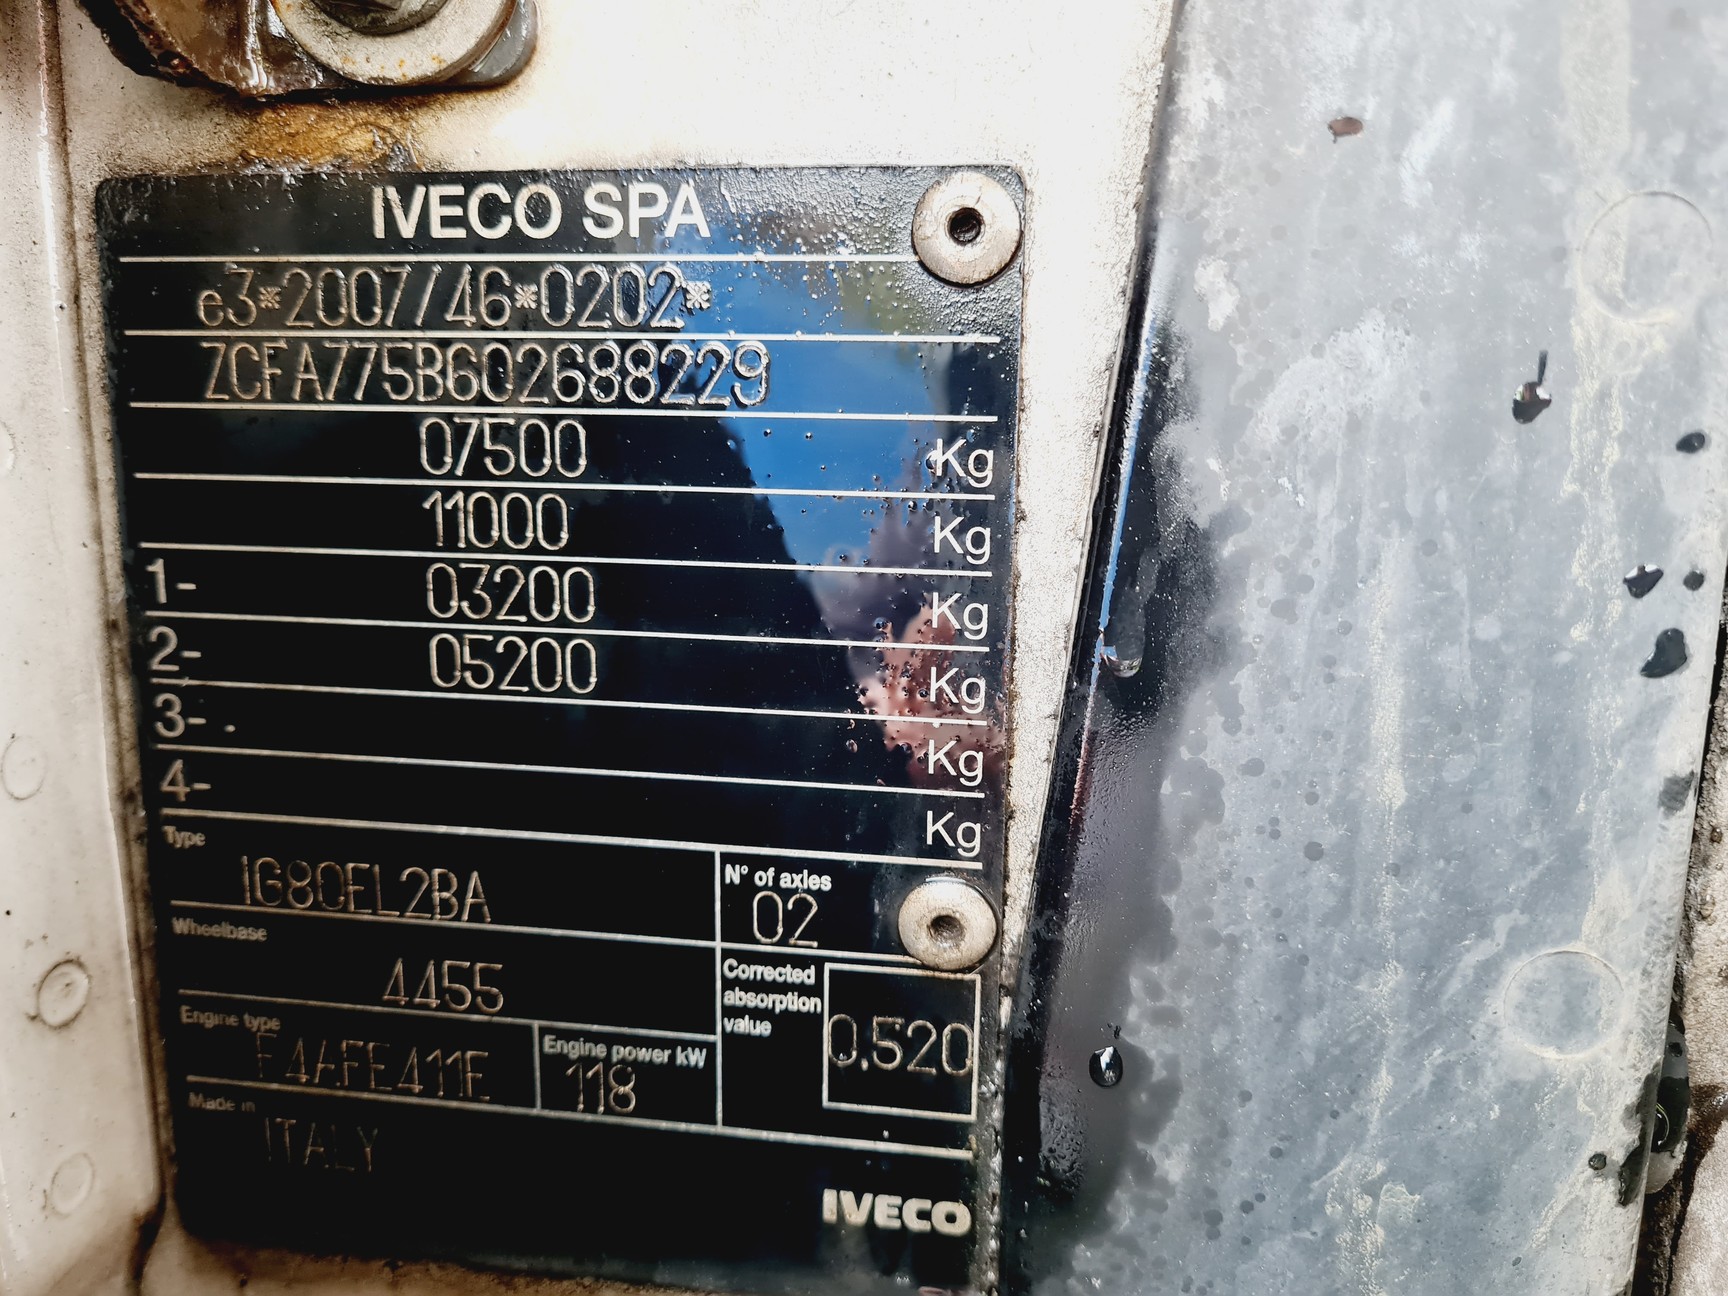 IVECO SPA
e3*2007/46*0202*
ZCFA775B602688229
07500 Kg
11000 Kg
1- 03200 Kg
2- 05200 Kg
3- . Kg
4- Kg
Type
IG80EL2BA
N° of axles
02
Wheelbase
4455
Corrected
absorption
value
0.520
Engine type
F4AFE411E
Engine power kW
118
Made in
ITALY
IVECO